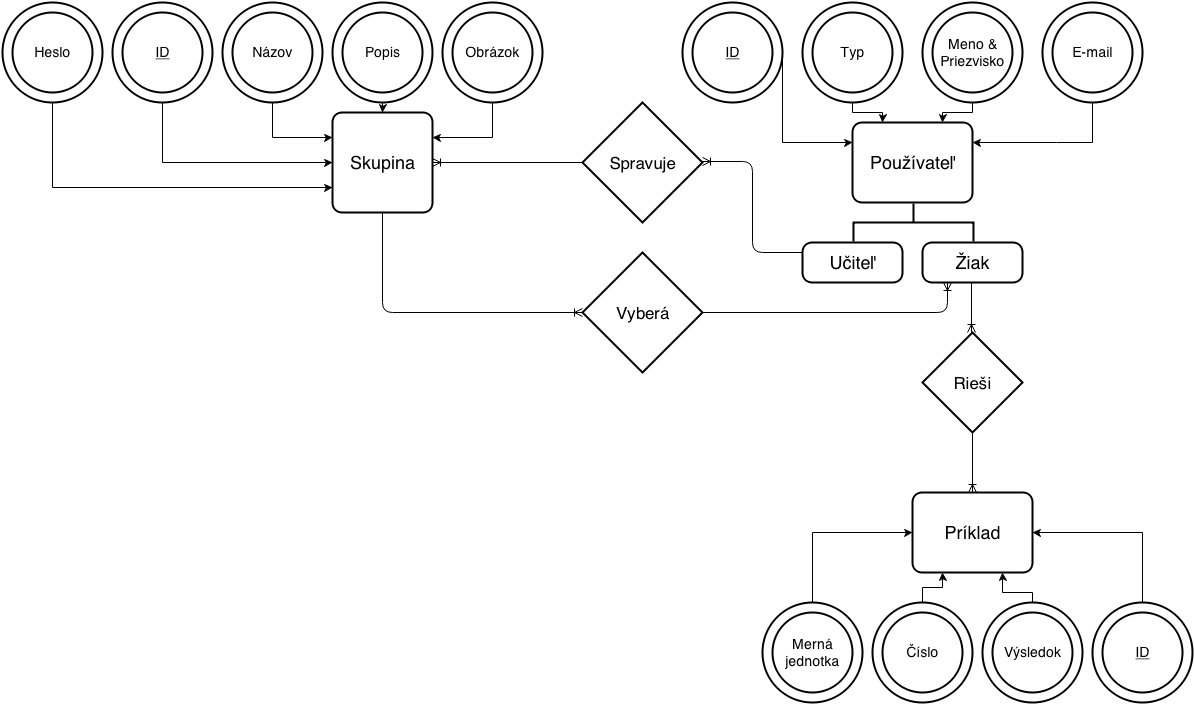 Heslo
ID
Názov
Popis
Obrázok
ID
Typ
Meno &
Priezvisko
E-mail
Skupina
Spravuje
Používateľ
Učiteľ
Žiak
Vyberá
Rieši
Príklad
Merná
jednotka
Číslo
Výsledok
ID